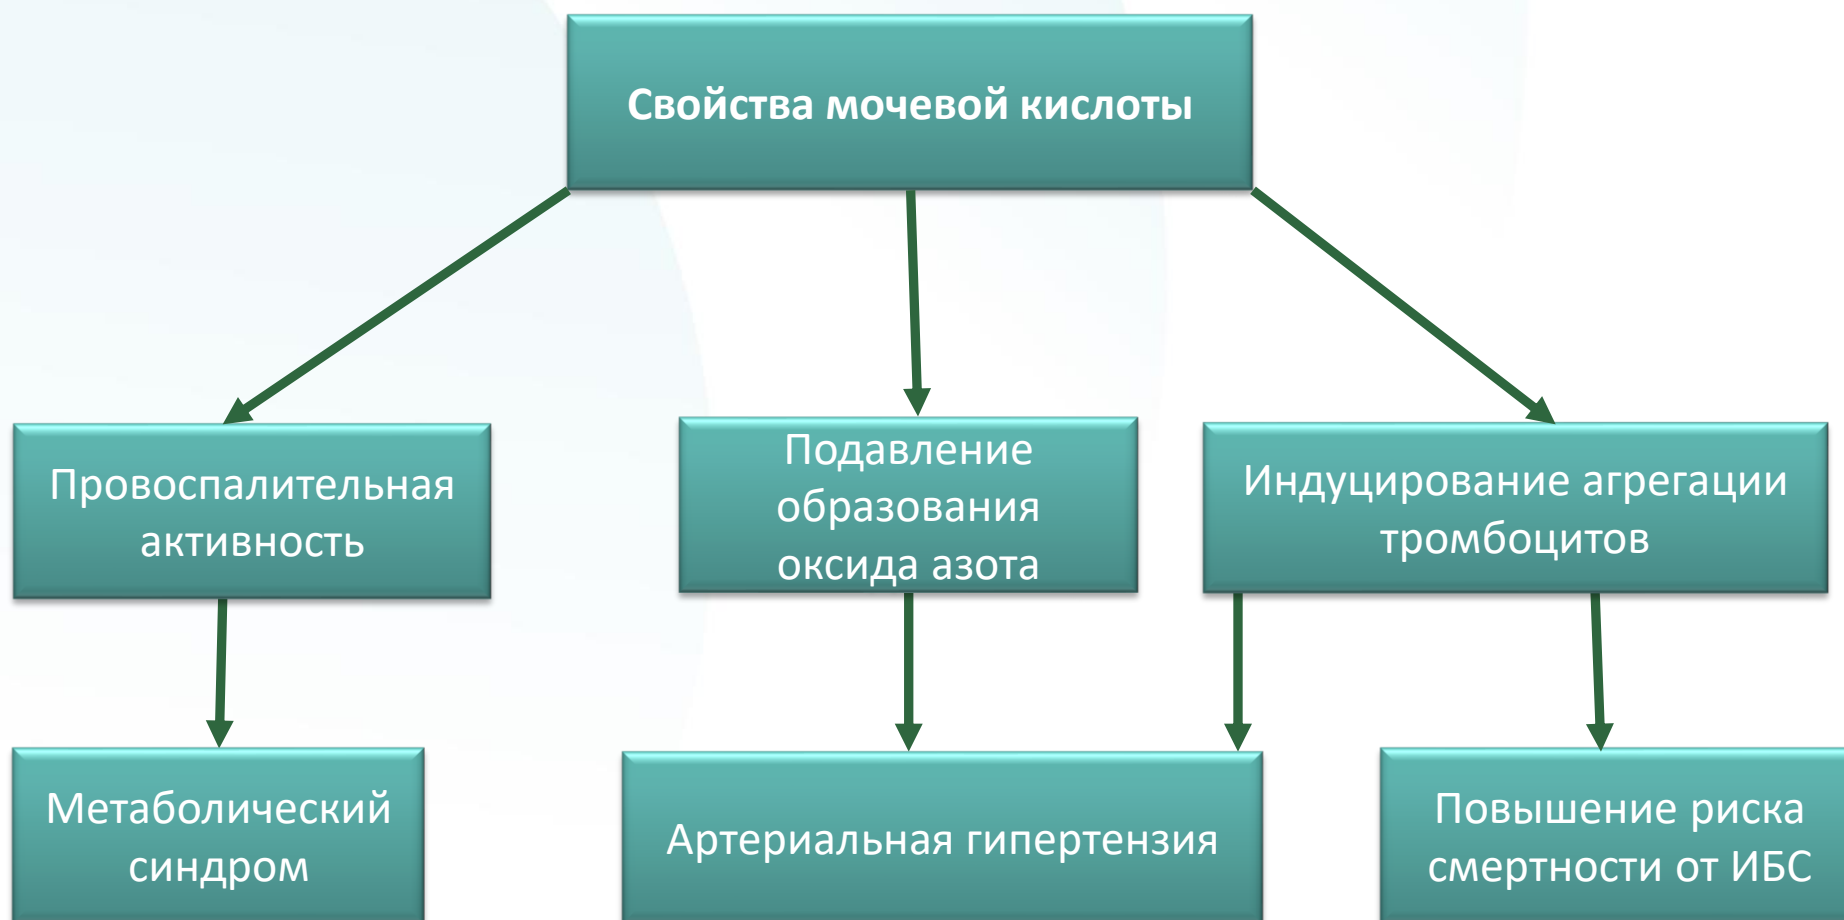 Свойства мочевой кислоты
Провоспалительная
активность
Подавление
образования
оксида азота
Индуцирование агрегации
тромбоцитов
Метаболический
синдром
Артериальная гипертензия
Повышение риска
смертности от ИБС